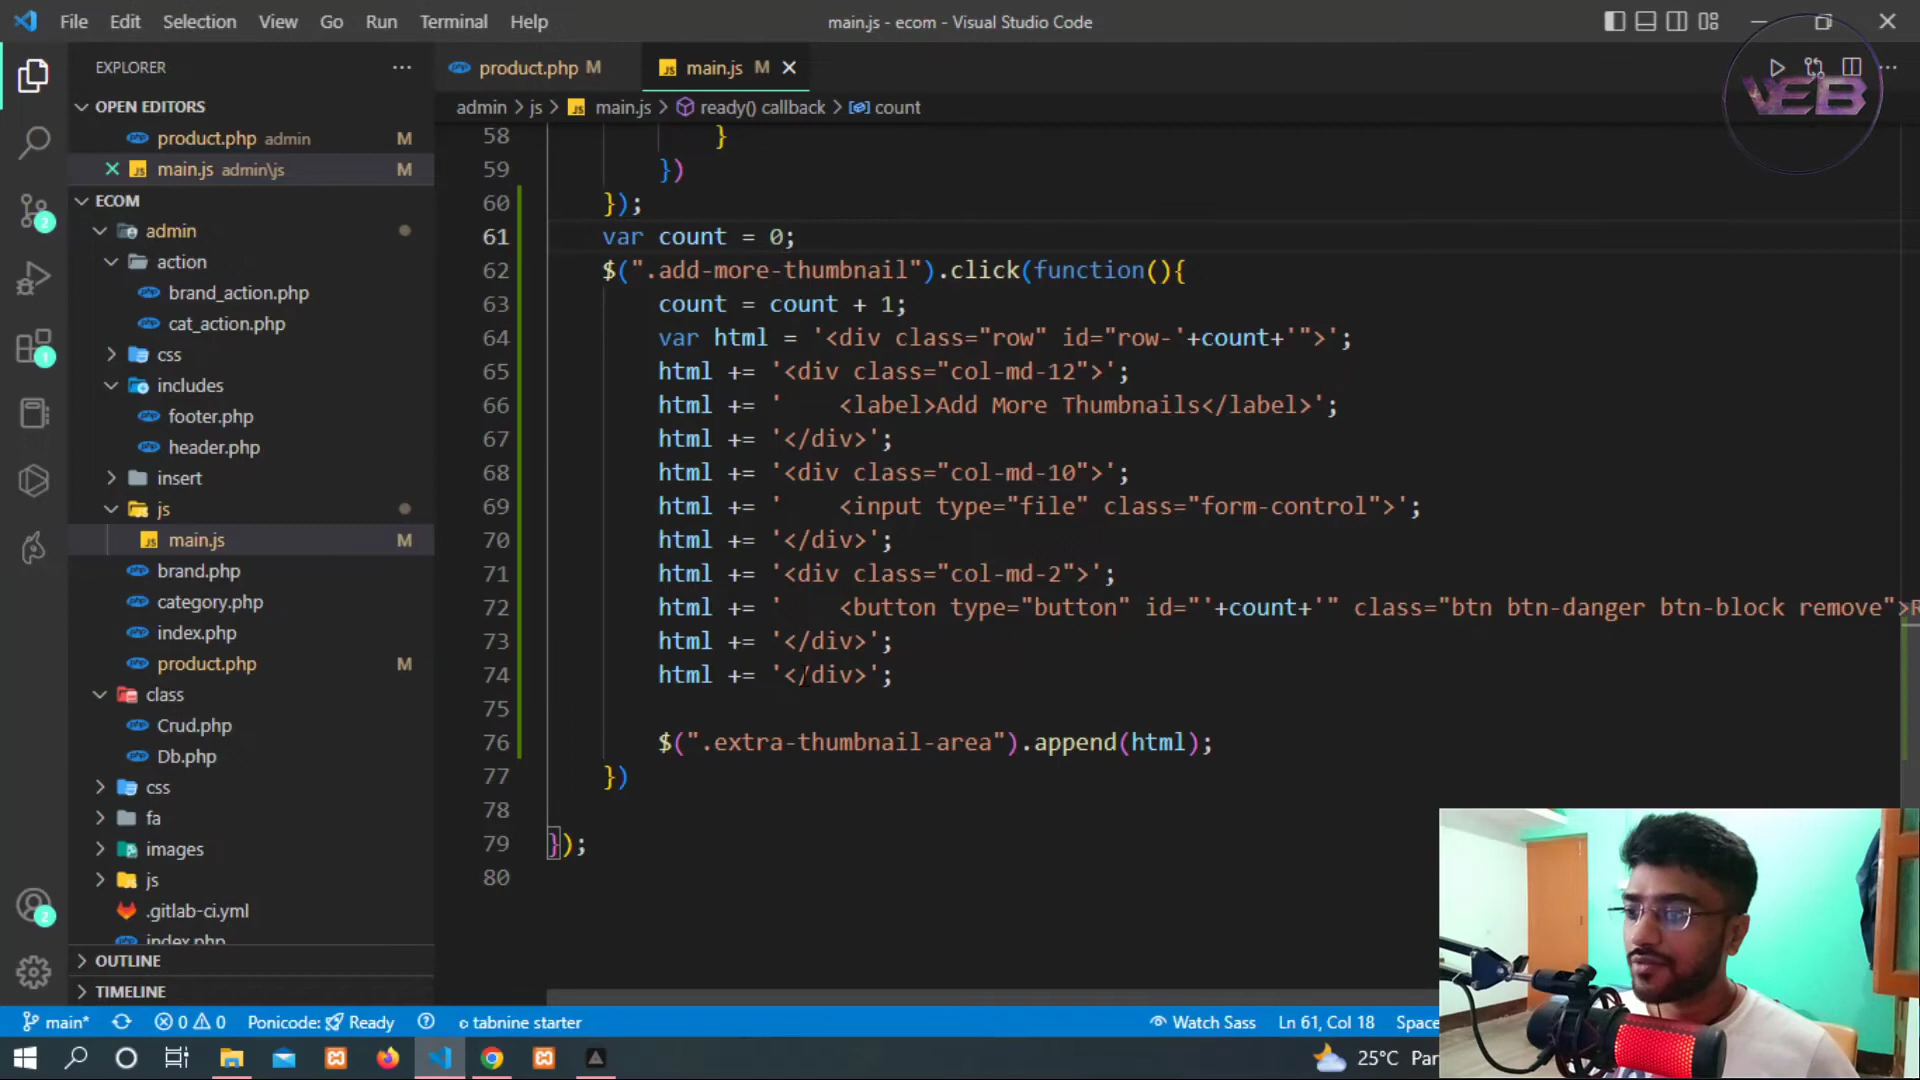 File Edit Selection View Go Run Terminal Help
main.js - ecom - Visual Studio Code
VEB
EXPLORER
OPEN EDITORS
product.php admin M
main.js admin\js M
ECOM
admin
action
brand_action.php
cat_action.php
css
includes
footer.php
header.php
insert
js
main.js M
brand.php
category.php
index.php
product.php M
class
Crud.php
Db.php
css
fa
images
js
.gitlab-ci.yml
index.php
OUTLINE
TIMELINE
product.php M
main.js M
admin > js > main.js > ready() callback > count
58 }
59 })
60 });
61 var count = 0;
62 $(".add-more-thumbnail").click(function(){
63 count = count + 1;
64 var html = '<div class="row" id="row-'+count+'">';
65 html += '<div class="col-md-12">';
66 html += '    <label>Add More Thumbnails</label>';
67 html += '</div>';
68 html += '<div class="col-md-10">';
69 html += '    <input type="file" class="form-control">';
70 html += '</div>';
71 html += '<div class="col-md-2">';
72 html += '    <button type="button" id="'+count+'" class="btn btn-danger btn-block remove">R
73 html += '</div>';
74 html += '</div>';
75
76 $(".extra-thumbnail-area").append(html);
77 })
78
79 });
80
main* 0 0 Ponicode: Ready tabnine starter
Watch Sass Ln 61, Col 18 Space
25°C Par
2
1
2